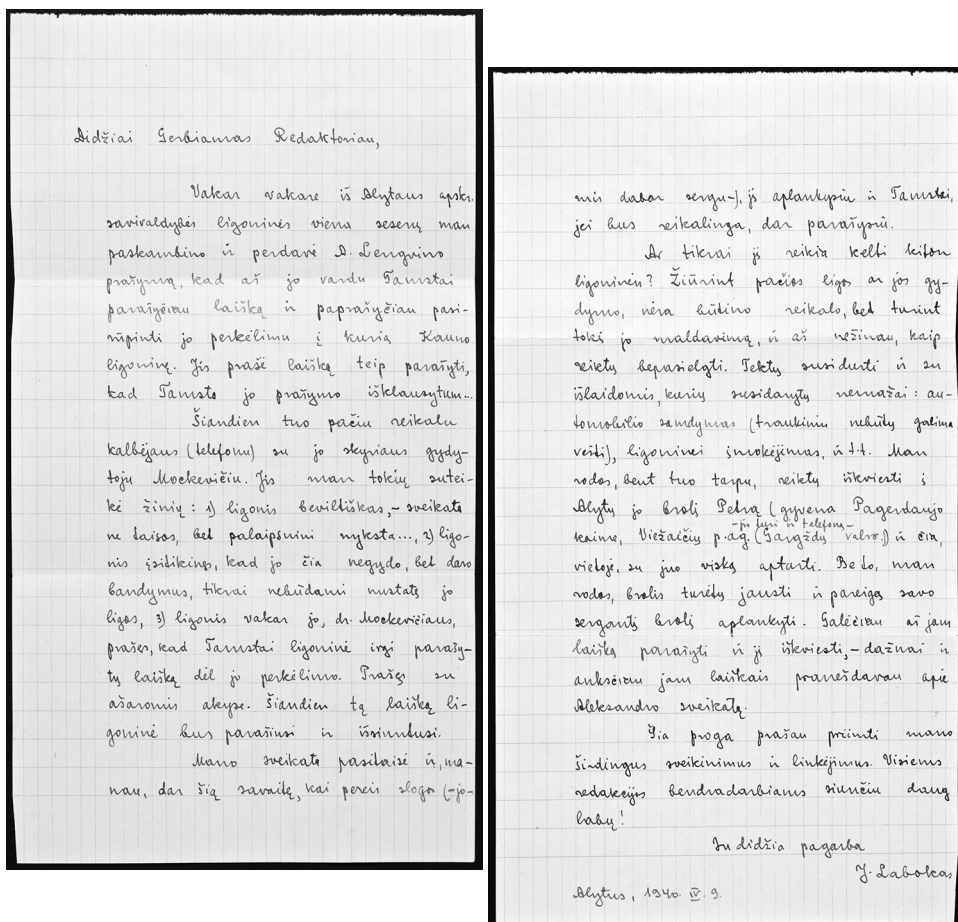 Didžiai Gerbiamas Redaktoriau,
Vakar vakare iš Alytaus apskr.
savivaldybės ligoninės viena seserų man
paskambino ir perdavė A. Lengvino
prašymą, kad aš jo vardu Tamstai
parašyčiau laišką ir paprašyčiau pasi-
rūpinti jo perkėlimu į kurią Kauno
ligoninę. Jis prašė laišką teip parašyti,
kad Tamsta jo prašymo išklausytum...
Šiandien tuo pačiu reikalu
kalbėjaus (telefonu) su jo skyriaus gydy-
toju Mockevičiu. Jis man tokių sutei-
kė žinių: 1) ligonis beviltiškas, – sveikata
ne taisos, bet palaipsniui nyksta..., 2) ligo-
nis įsitikinęs, kad jo čia negydo, bet daro
bandymus, tikrai nebūdami nustatę jo
ligos, 3) ligonis vakar jo, dr. Mockevičiaus,
prašęs, kad Tamstai ligoninė irgi parašy-
tų laišką dėl jo perkėlimo. Prašęs su
ašaromis akyse. Šiandien tą laišką li-
goninė bus parašiusi ir išsiuntusi.
Mano sveikata pasitaisė ir, ma-
nau, dar šią savaitę, kai pereis sloga (-jo-
mis dabar sergu-), jį aplankysiu ir Tamstai,
jei bus reikalinga, dar parašysiu.
Ar tikrai jį reikia kelti kiton
ligoninėn? Žiūrint pačios ligos ar jos gy-
dymo, nėra būtino reikalo, bet turint
tokį jo maldavimą, ir aš nežinau, kaip
reiktų bepasielgti. Tektų susidurti ir su
išlaidomis, kurių susidarytų nemažai: au-
tomobilio samdymas (traukiniu nebūtų galima
vežti), ligoninei įmokėjimas, ir t.t. Man
rodos, bent tuo tarpu, reiktų iškviesti į
Alytų jo brolį Petrą (gyvena Pagerdaujo
-jis turi ir telefoną-
kaime, Viežaičių p. ag. (Gargždų valsč.)) ir čia,
vietoje, su juo viską aptarti. Be to, man
rodos, brolis turėtų jausti ir pareigą savo
sergantį brolį aplankyti. Galėčiau aš jam
laišką parašyti ir jį iškviesti, – dažnai ir
anksčiau jam laiškais pranešdavau apie
Aleksandro sveikatą.
Šia proga prašau priimti mano
širdingus sveikinimus ir linkėjimus. Visiems
redakcijos bendradarbiams siunčiu daug
labų!
Su didžia pagarba
J. Labokas
Alytus, 1940. IV. 9.